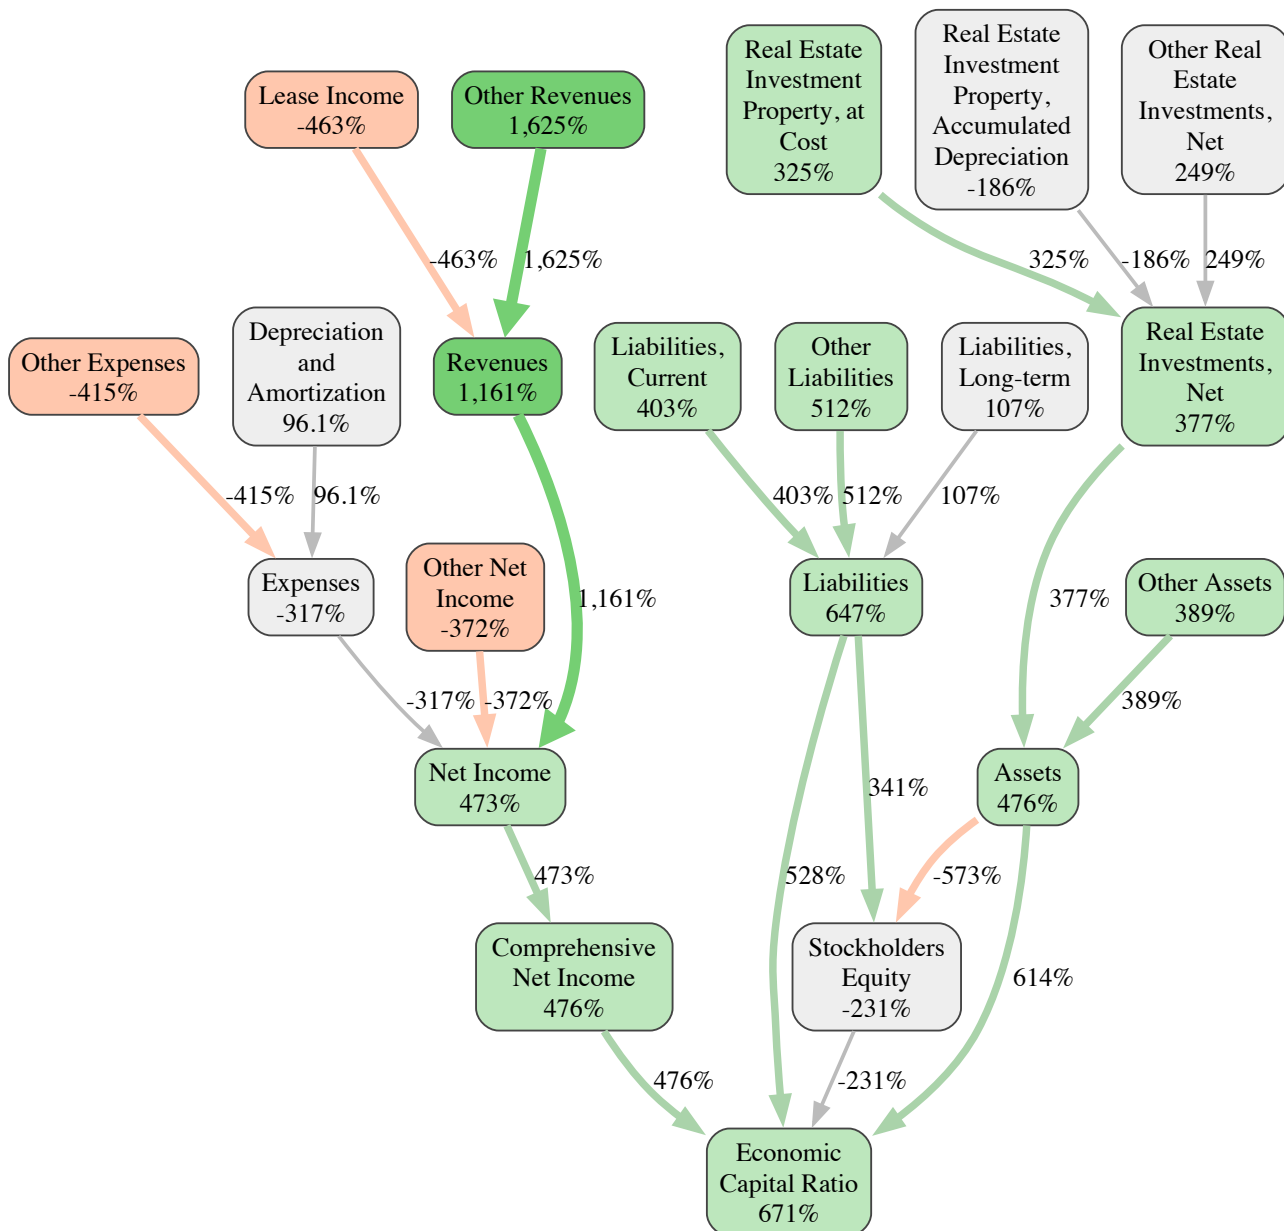 Real Estate
Investment
Property, at
Cost
325%
Real Estate
Investment
Property,
Accumulated
Depreciation
-186%
Other Real
Estate
Investments,
Net
249%
Lease Income
-463%
Other Revenues
1,625%
-463%
1,625%
325%
-186%
249%
Other Expenses
-415%
Depreciation
and
Amortization
96.1%
Revenues
1,161%
Liabilities,
Current
403%
Other
Liabilities
512%
Liabilities,
Long-term
107%
Real Estate
Investments,
Net
377%
-415%
96.1%
403%
512%
107%
Expenses
-317%
Other Net
Income
-372%
1,161%
Liabilities
647%
377%
Other Assets
389%
-317%
-372%
389%
Net Income
473%
341%
Assets
476%
473%
528%
-573%
Comprehensive
Net Income
476%
Stockholders
Equity
-231%
614%
476%
-231%
Economic
Capital Ratio
671%